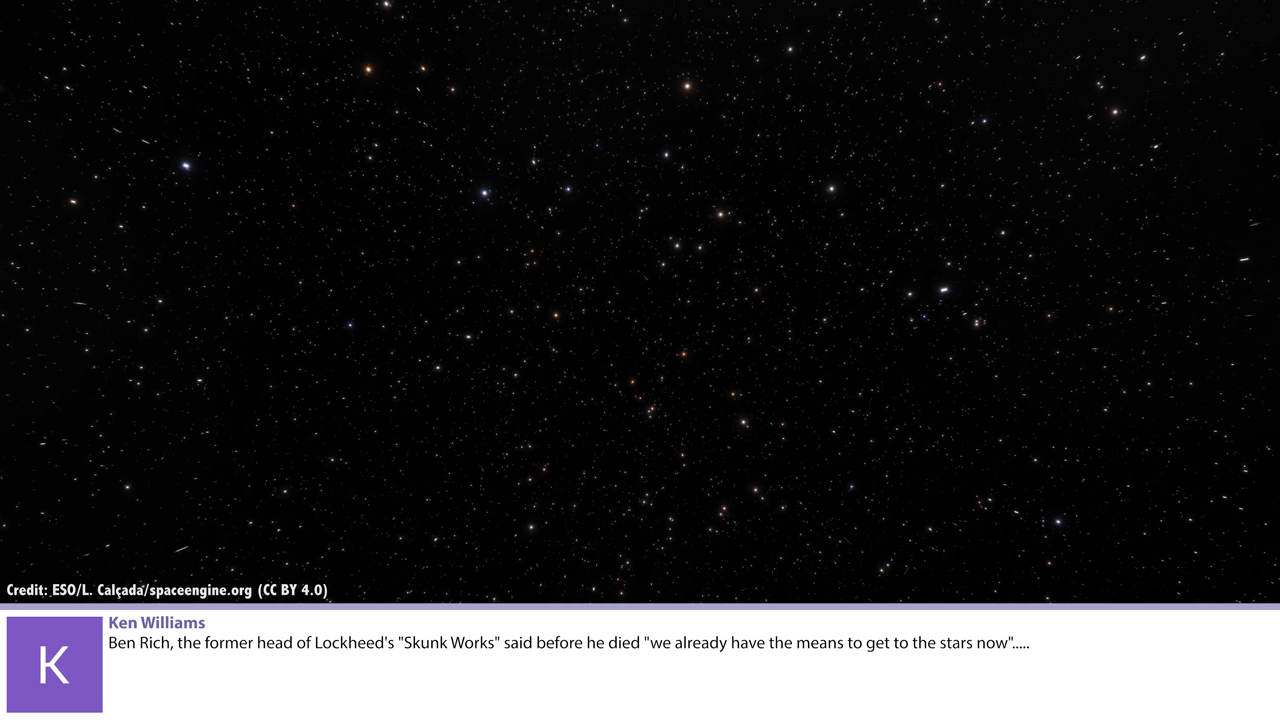 Credit: ESO/L. Calçada/spaceengine.org (CC BY 4.0)
Ken Williams
K
Ben Rich, the former head of Lockheed's "Skunk Works" said before he died "we already have the means to get to the stars now".....